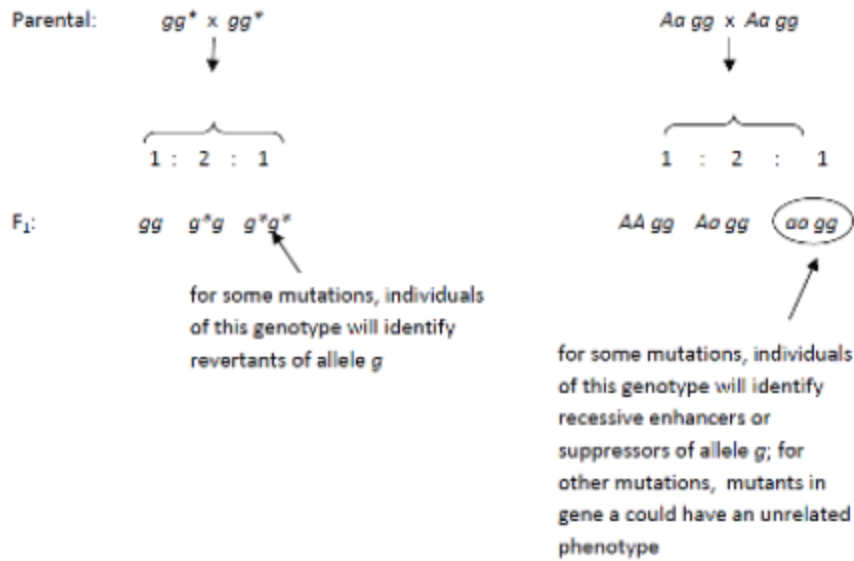 Parental: gg* x gg* Aa gg x Aa gg
1 : 2 : 1 1 : 2 : 1
F1: gg g*g g*g* AA gg Aa gg aa gg
for some mutations, individuals
of this genotype will identify
revertants of allele g
for some mutations, individuals
of this genotype will identify
recessive enhancers or
suppressors of allele g; for
other mutations, mutants in
gene a could have an unrelated
phenotype